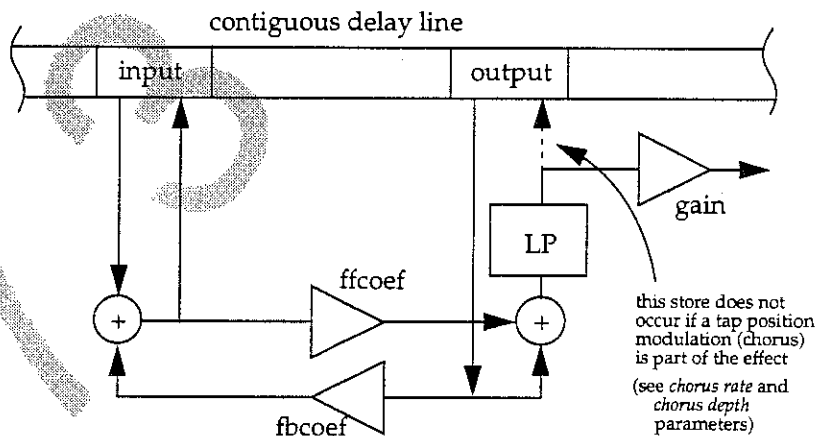 contiguous delay line
input
output
gain
LP
ffcoef
+
+
fbcoef
this store does not
occur if a tap position
modulation (chorus)
is part of the effect
(see chorus rate and
chorus depth
parameters)